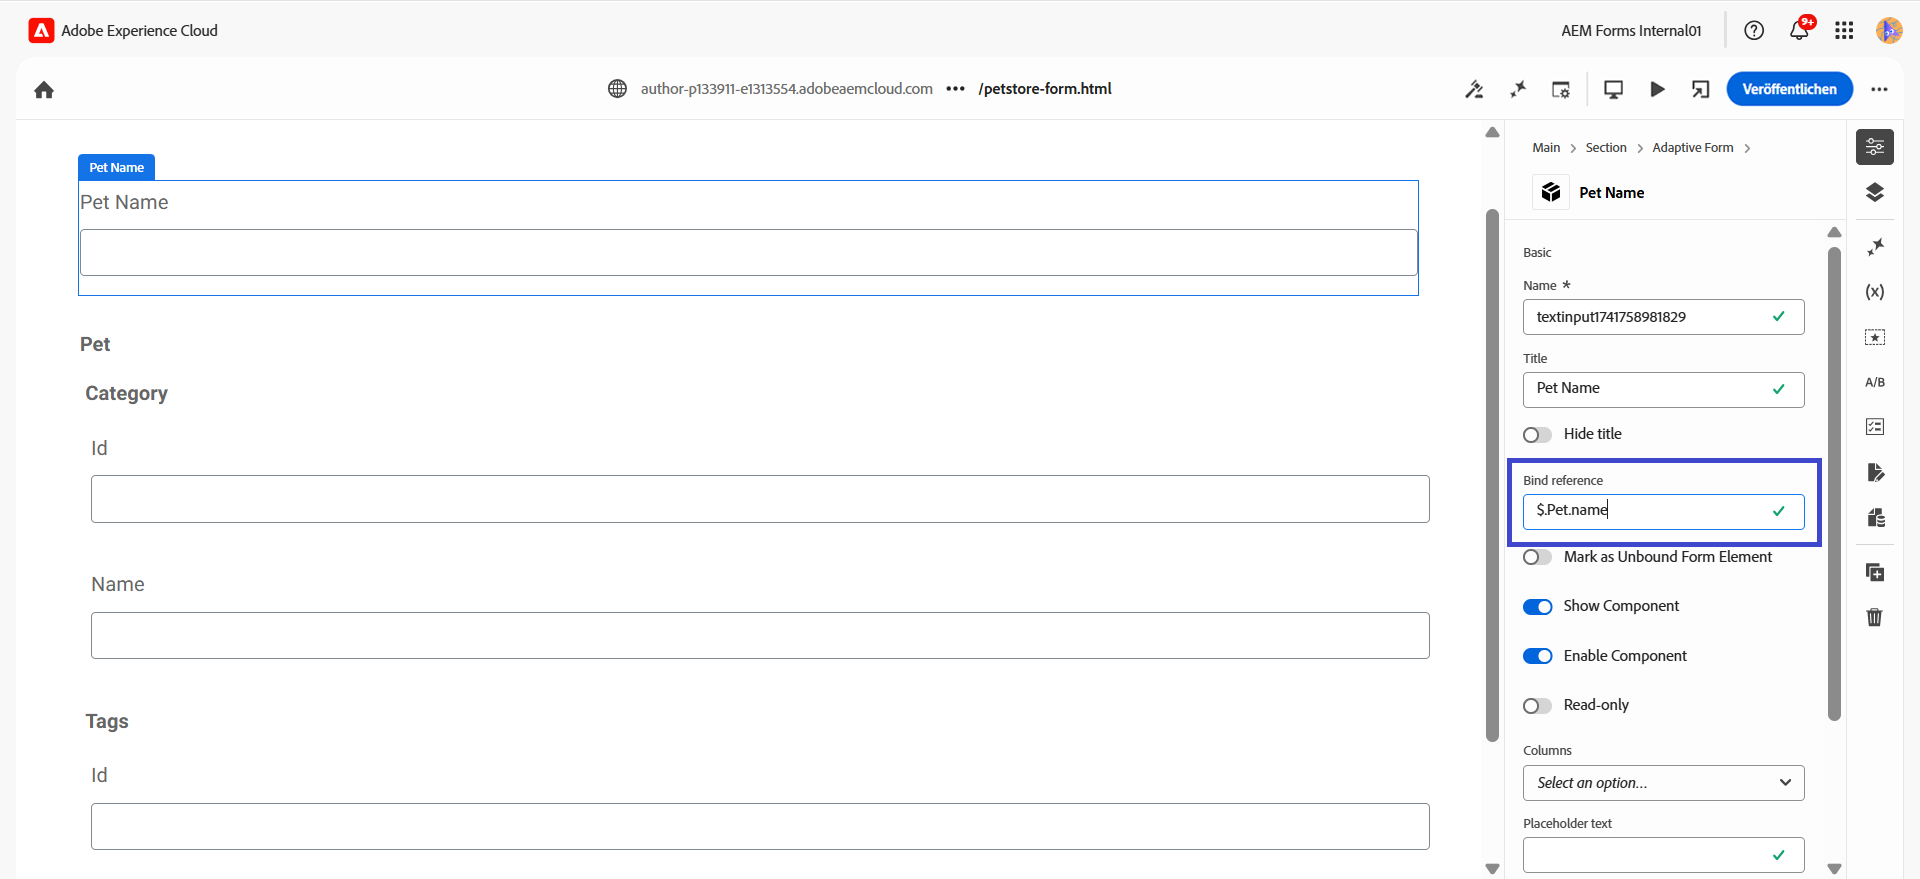 Adobe Experience Cloud
AEM Forms Internal01
9+
author-p133911-e1313554.adobeaemcloud.com ••• /petstore-form.html
Veröffentlichen
Pet Name
Pet Name
Pet
Category
Id
Name
Tags
Id
Main > Section > Adaptive Form >
Pet Name
Basic
Name *
textinput1741758981829
Title
Pet Name
Hide title
Bind reference
$.Pet.name
Mark as Unbound Form Element
Show Component
Enable Component
Read-only
Columns
Select an option...
Placeholder text
(x)
A/B